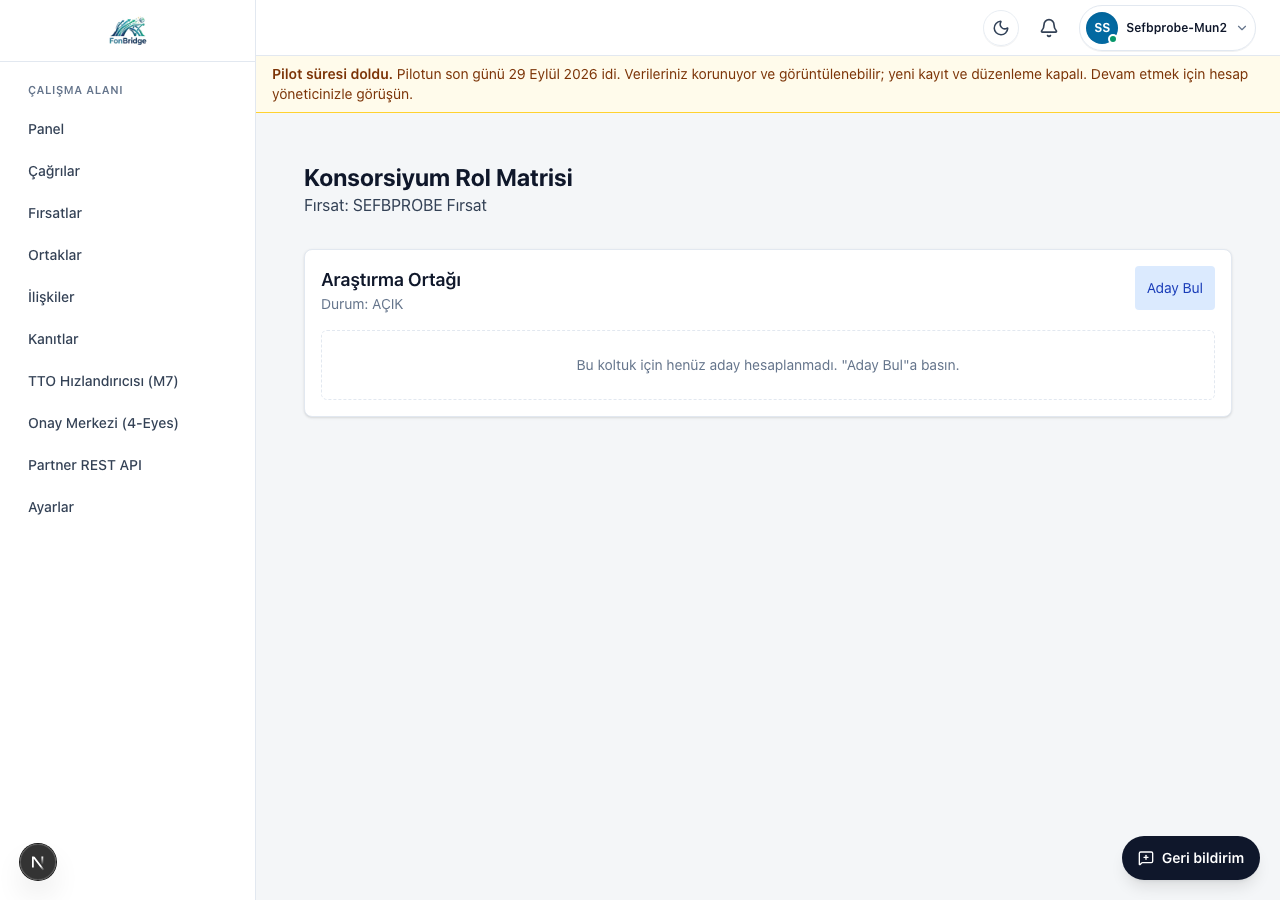 FonBridge
SS
Sefbprobe-Mun2
Pilot süresi doldu. Pilotun son günü 29 Eylül 2026 idi. Verileriniz korunuyor ve görüntülenebilir; yeni kayıt ve düzenleme kapalı. Devam etmek için hesap
yöneticinizle görüşün.
ÇALIŞMA ALANI
Panel
Çağrılar
Fırsatlar
Ortaklar
İlişkiler
Kanıtlar
TTO Hızlandırıcısı (M7)
Onay Merkezi (4-Eyes)
Partner REST API
Ayarlar
Konsorsiyum Rol Matrisi
Fırsat: SEFBPROBE Fırsat
Araştırma Ortağı
Durum: AÇIK
Aday Bul
Bu koltuk için henüz aday hesaplanmadı. "Aday Bul"a basın.
N
Geri bildirim